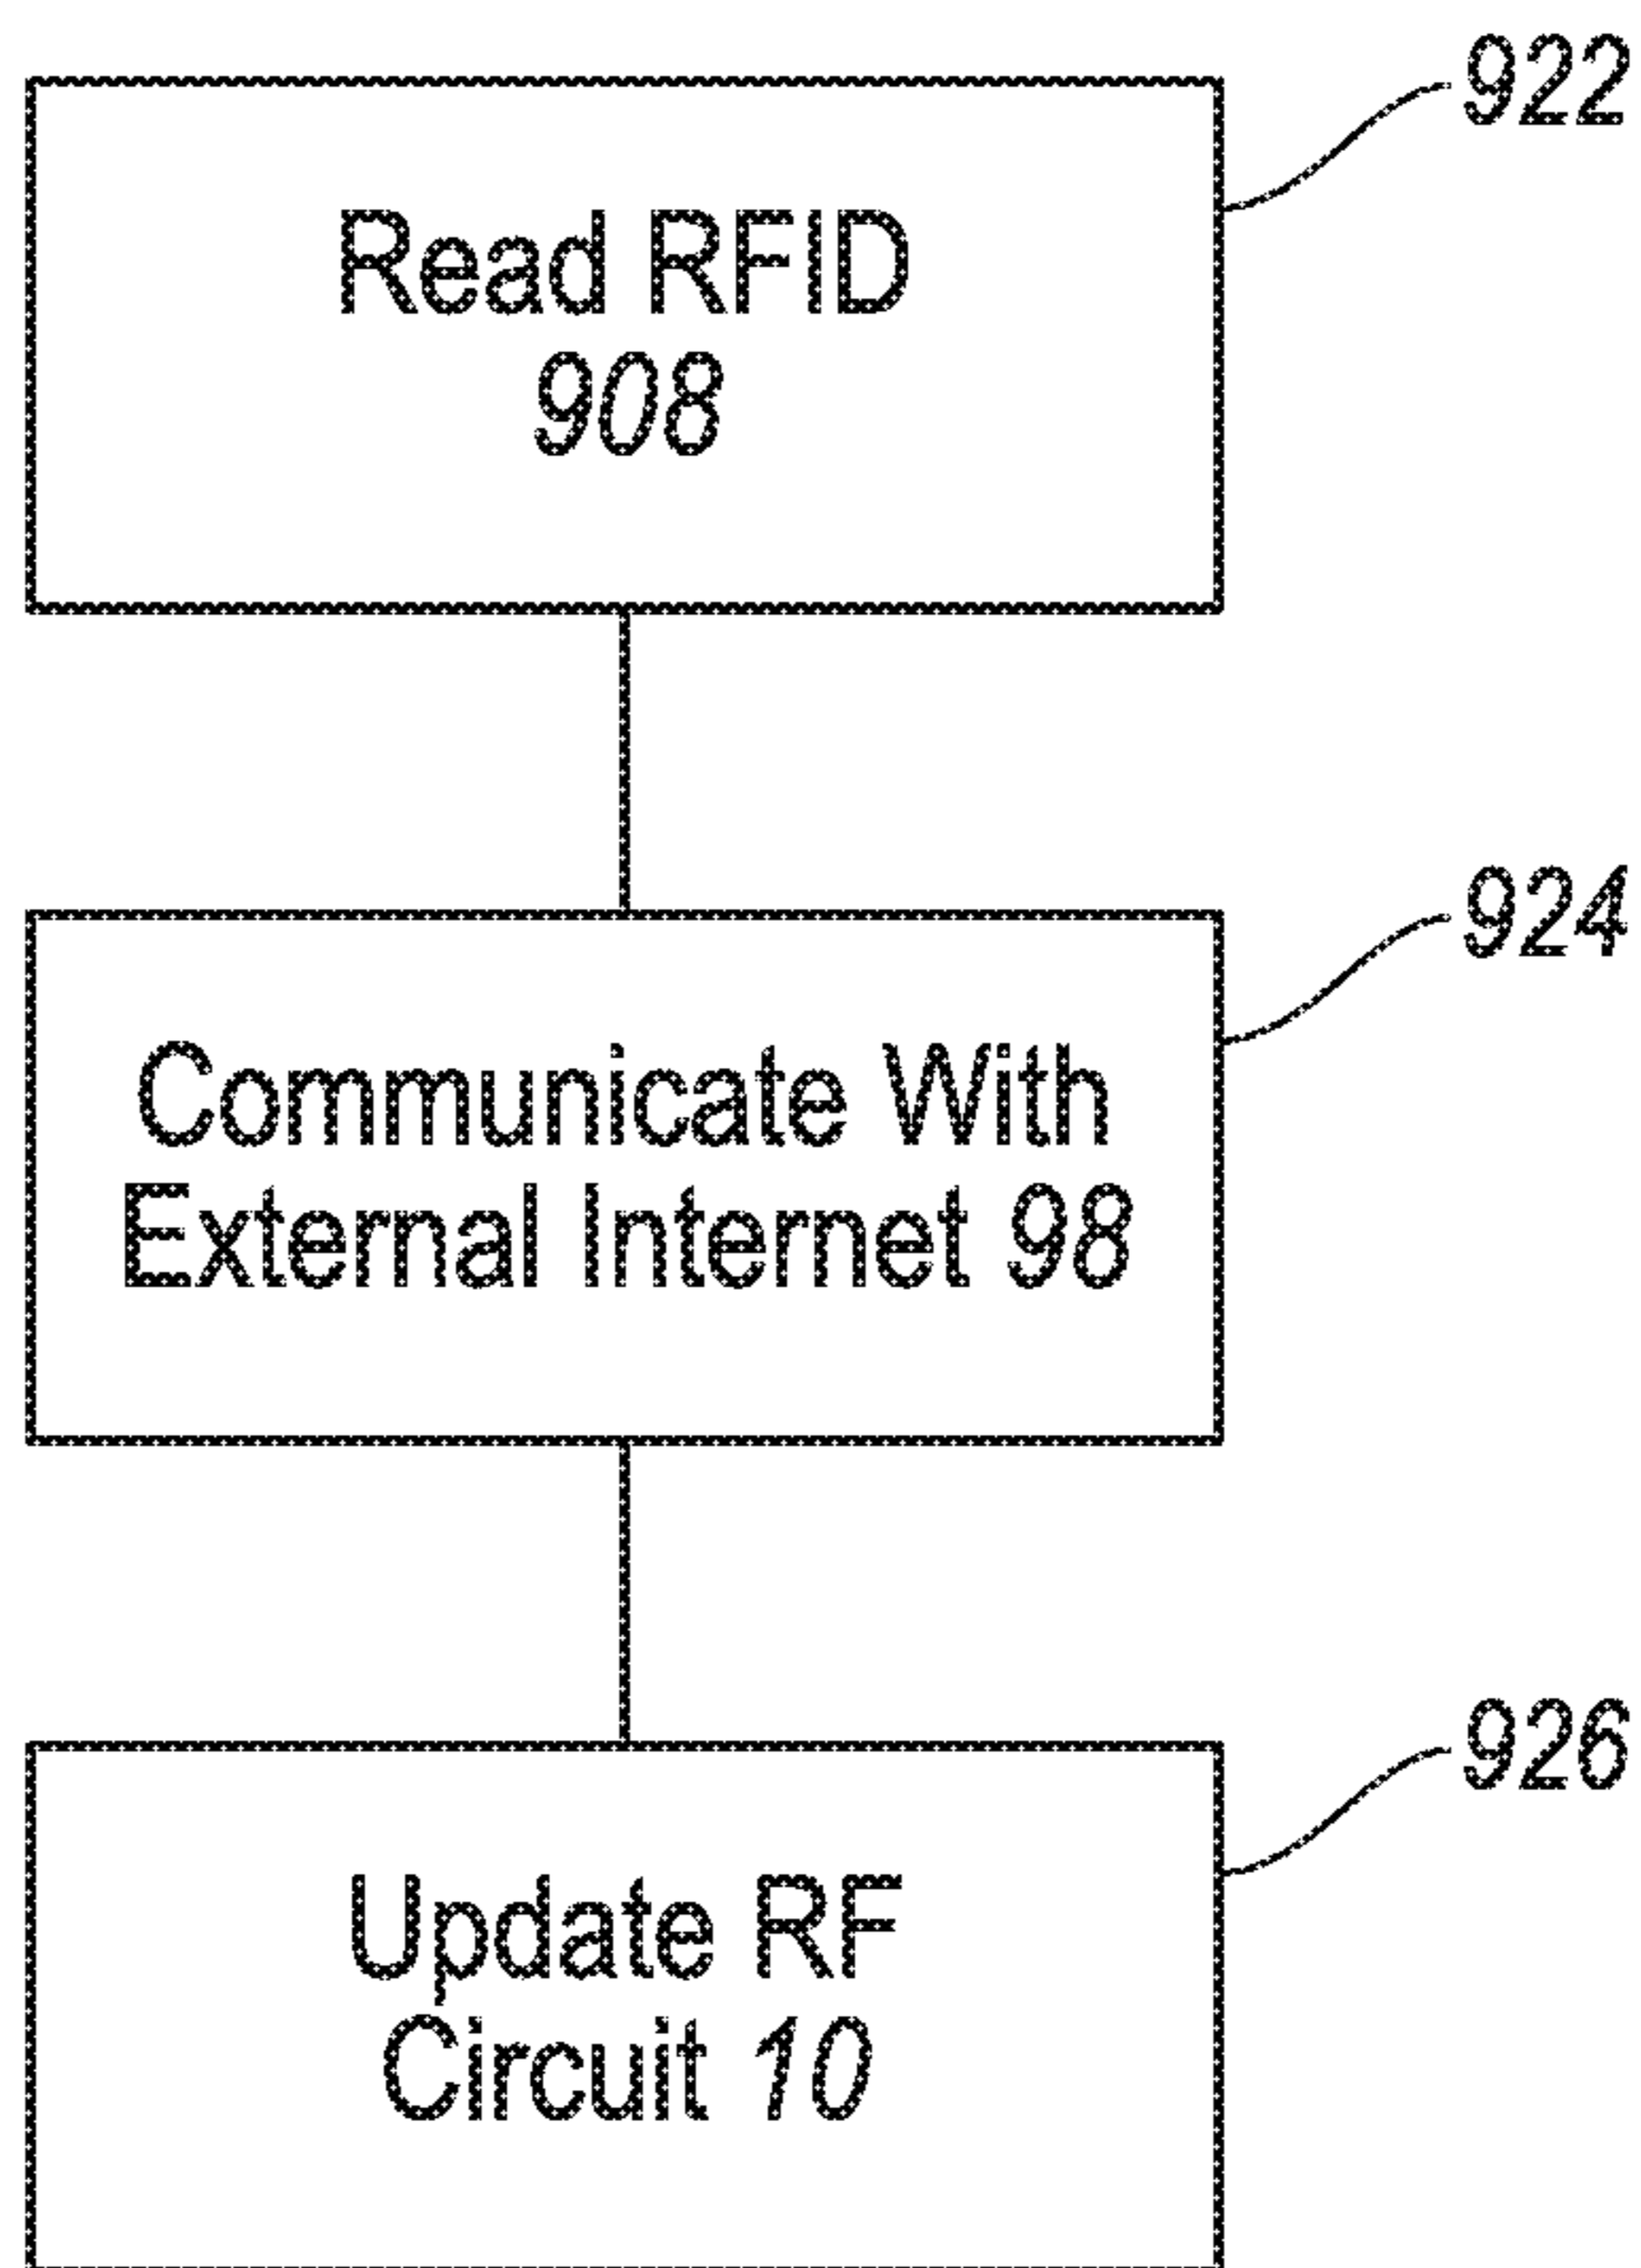 922
Read RFID
908
924
Communicate With
External Internet 98
926
Update RF
Circuit 10